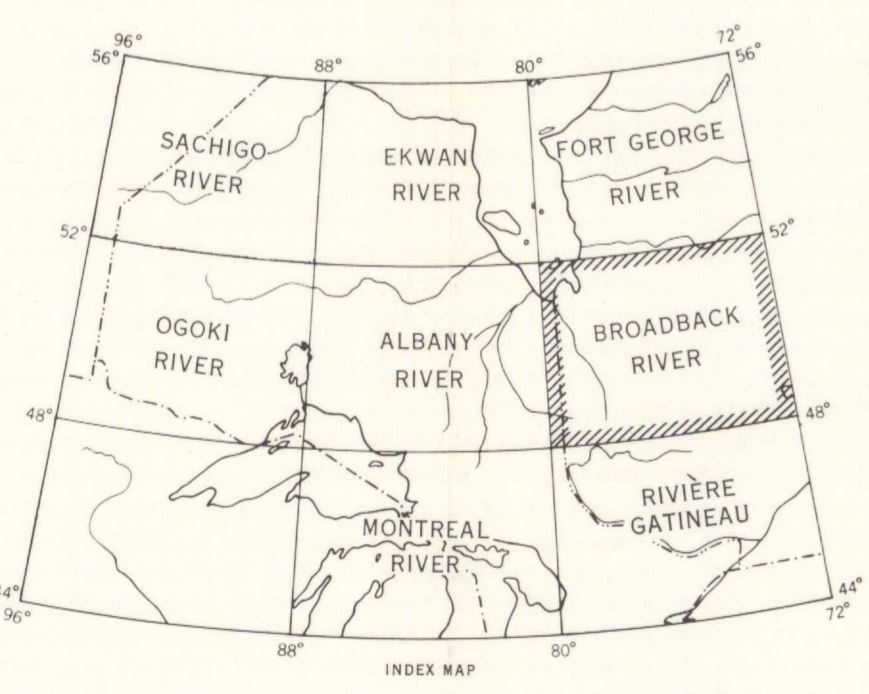 96°
56°
88°
80°
72°
56°
SACHIGO
RIVER
EKWAN
RIVER
FORT GEORGE
RIVER
52°
52°
OGOKI
RIVER
ALBANY
RIVER
BROADBACK
RIVER
48°
48°
MONTREAL
RIVER
RIVIÈRE
GATINEAU
44°
96°
88°
80°
44°
72°
INDEX MAP